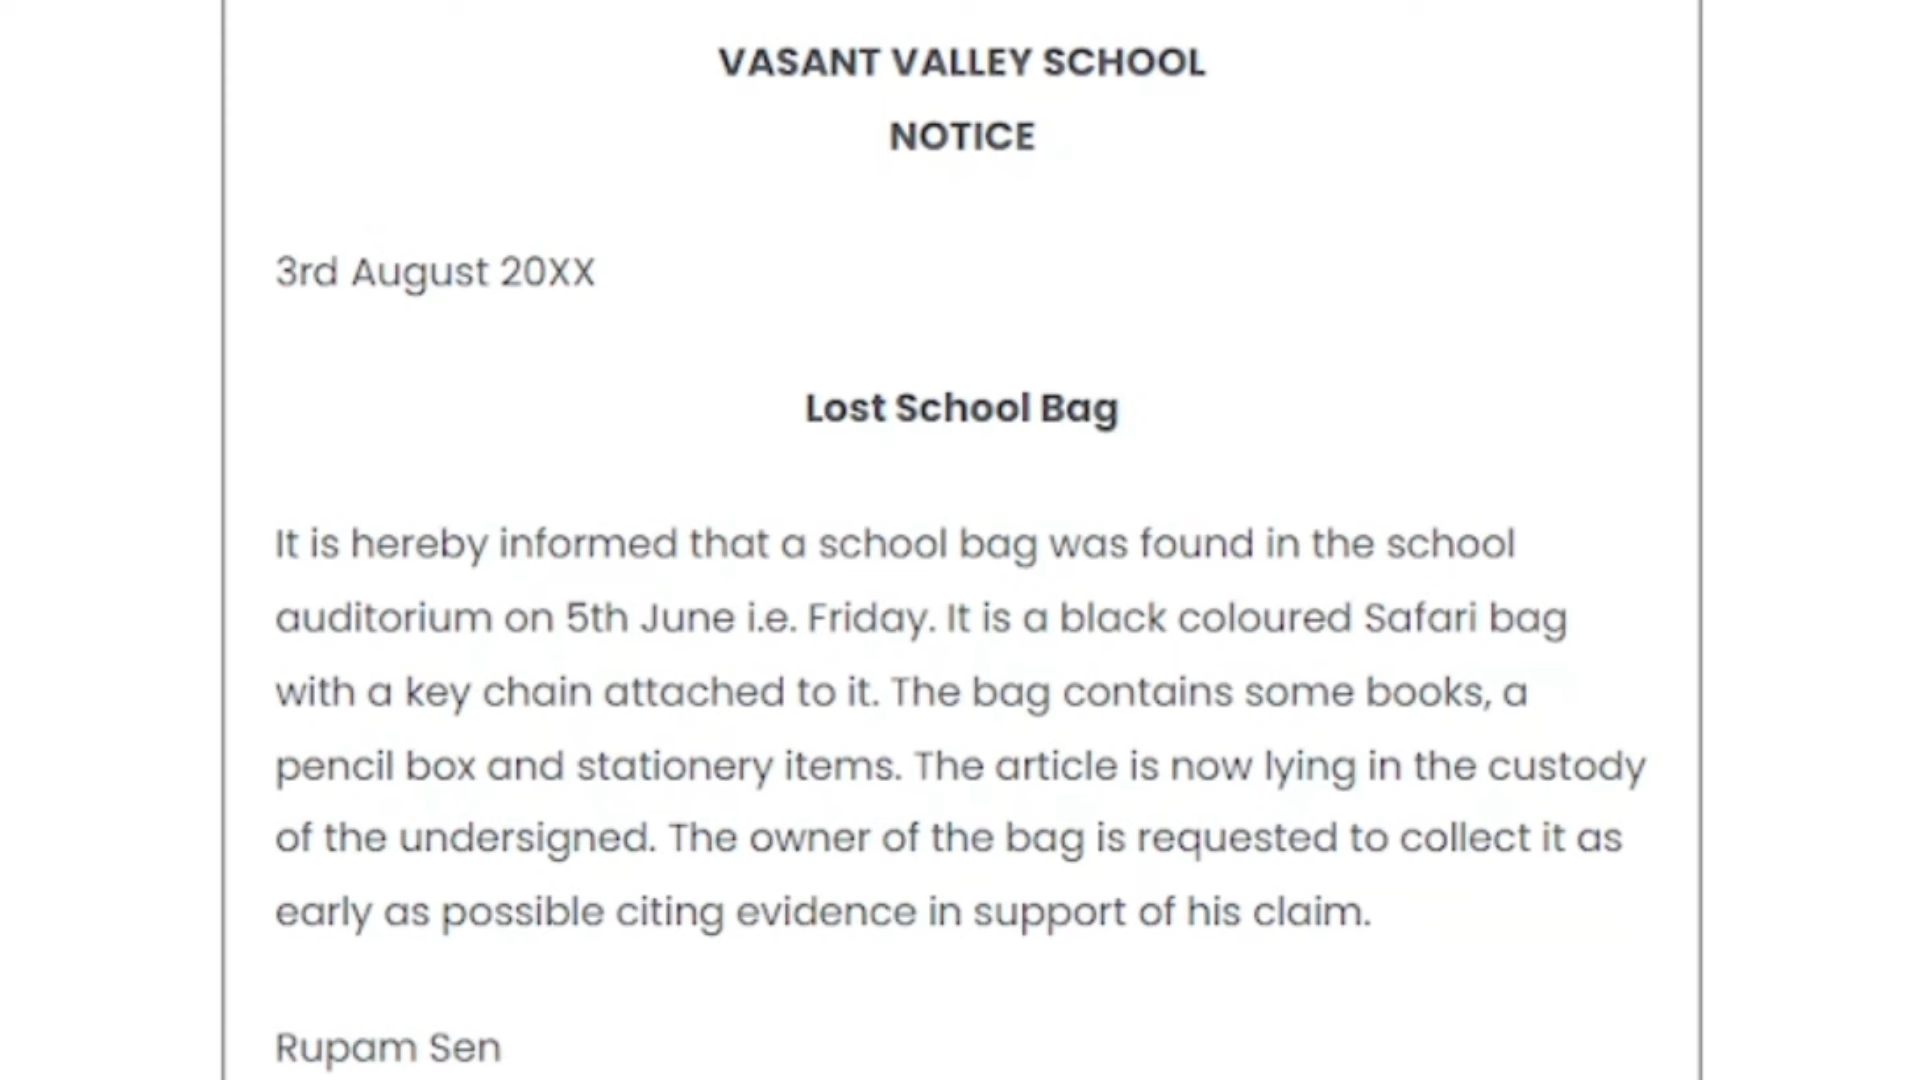 VASANT VALLEY SCHOOL
NOTICE
3rd August 20XX
Lost School Bag
It is hereby informed that a school bag was found in the school
auditorium on 5th June i.e. Friday. It is a black coloured Safari bag
with a key chain attached to it. The bag contains some books, a
pencil box and stationery items. The article is now lying in the custody
of the undersigned. The owner of the bag is requested to collect it as
early as possible citing evidence in support of his claim.
Rupam Sen